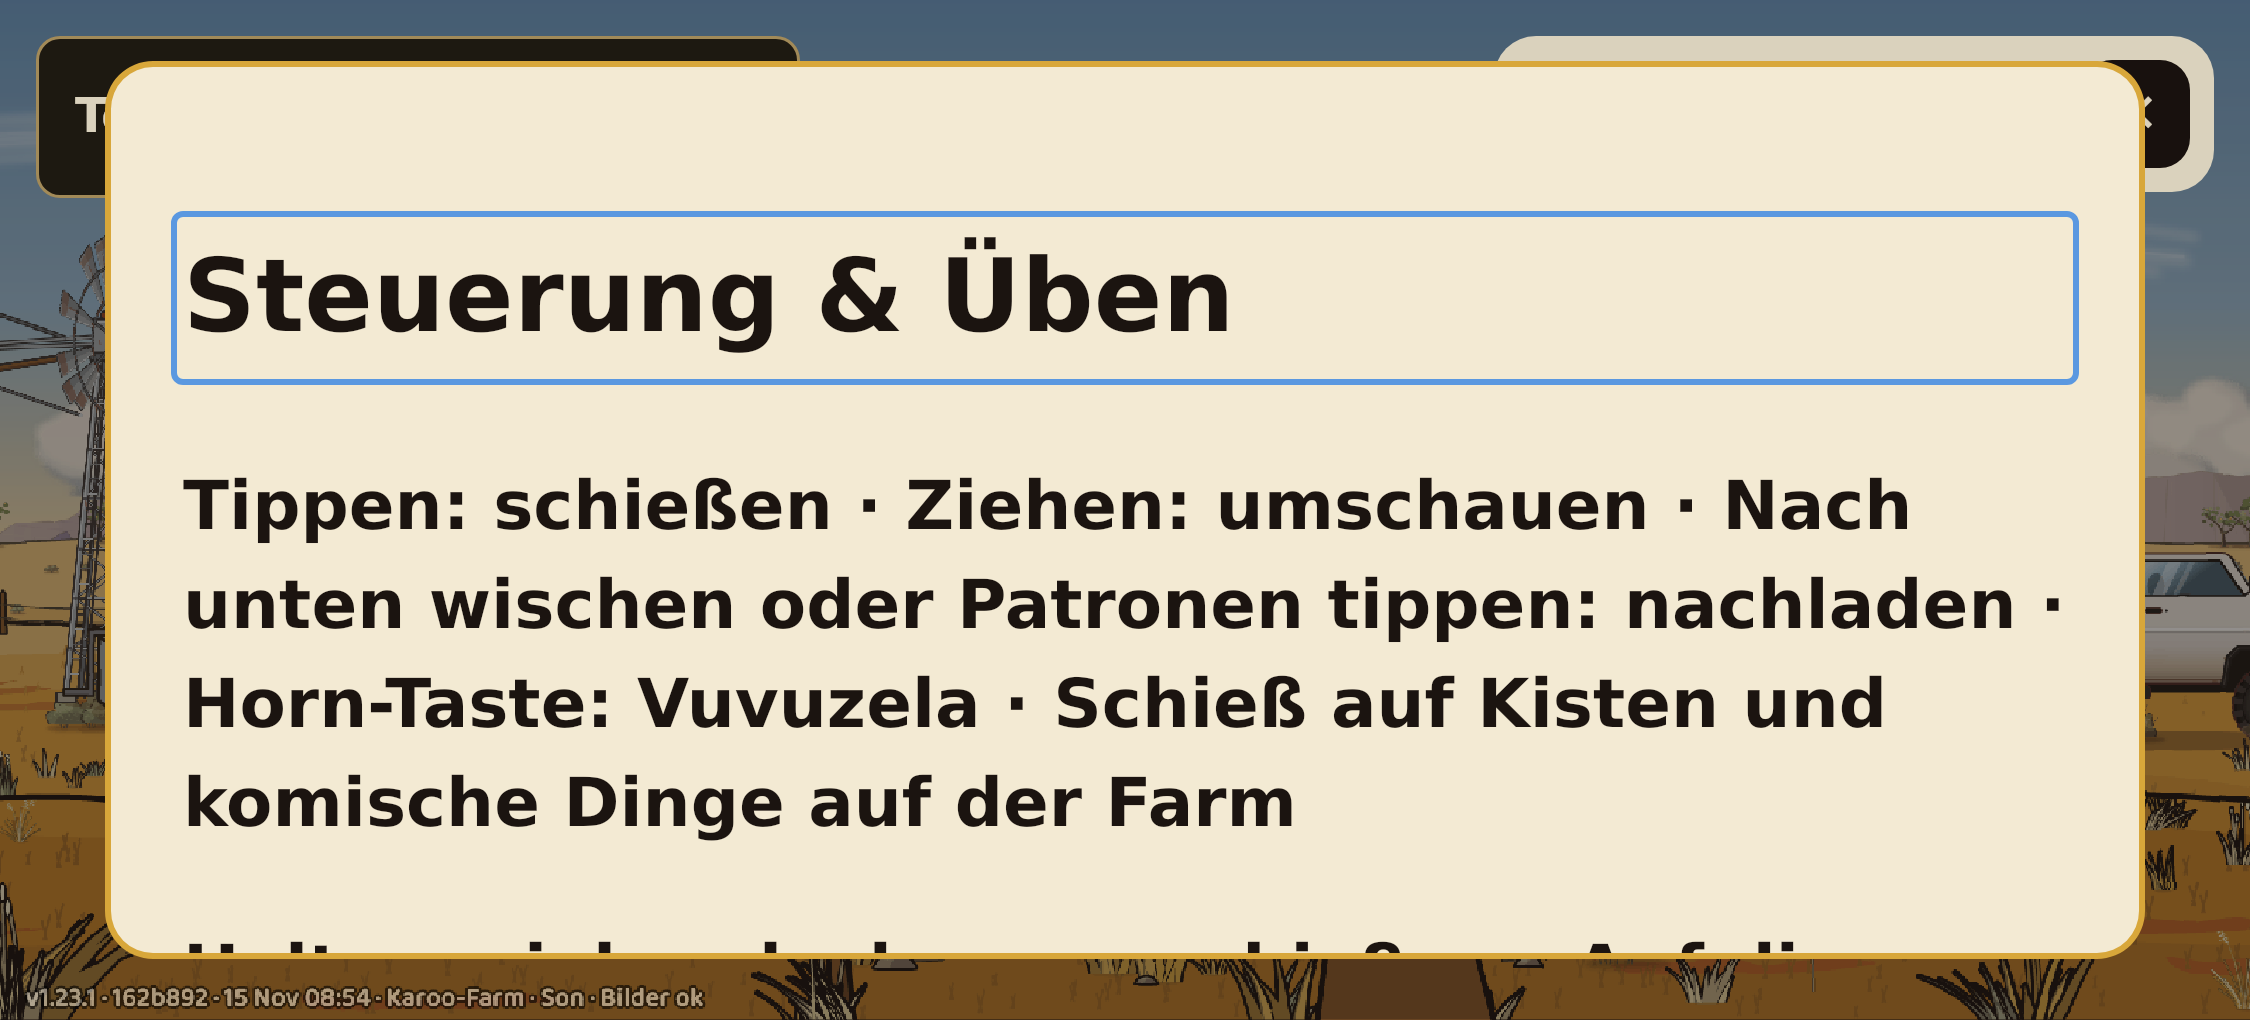 Steuerung & Üben
Tippen: schießen · Ziehen: umschauen · Nach
unten wischen oder Patronen tippen: nachladen ·
Horn-Taste: Vuvuzela · Schieß auf Kisten und
komische Dinge auf der Farm
v1.23.1 · 162b892 · 15 Nov 08:54 · Karoo-Farm · Son · Bilder ok